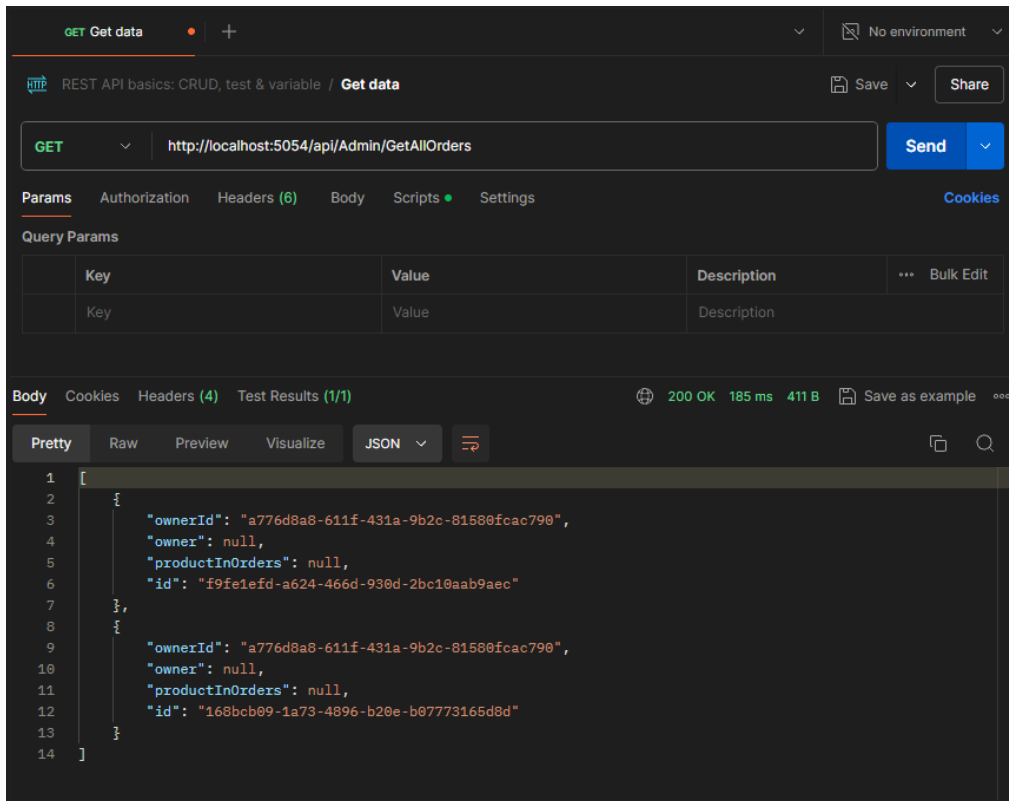 GET Get data
No environment
HTTP REST API basics: CRUD, test & variable / Get data Save Share
GET http://localhost:5054/api/Admin/GetAllOrders Send
Params Authorization Headers (6) Body Scripts Settings Cookies
Query Params
Key Value Description ••• Bulk Edit
Key Value Description
Body Cookies Headers (4) Test Results (1/1) 200 OK 185 ms 411 B Save as example
Pretty Raw Preview Visualize JSON
1 [
2 {
3 "ownerId": "a776d8a8-611f-431a-9b2c-81580fcac790",
4 "owner": null,
5 "productInOrders": null,
6 "id": "f9fe1efd-a624-466d-930d-2bc10aab9aec"
7 },
8 {
9 "ownerId": "a776d8a8-611f-431a-9b2c-81580fcac790",
10 "owner": null,
11 "productInOrders": null,
12 "id": "168bcb09-1a73-4896-b20e-b07773165d8d"
13 }
14 ]